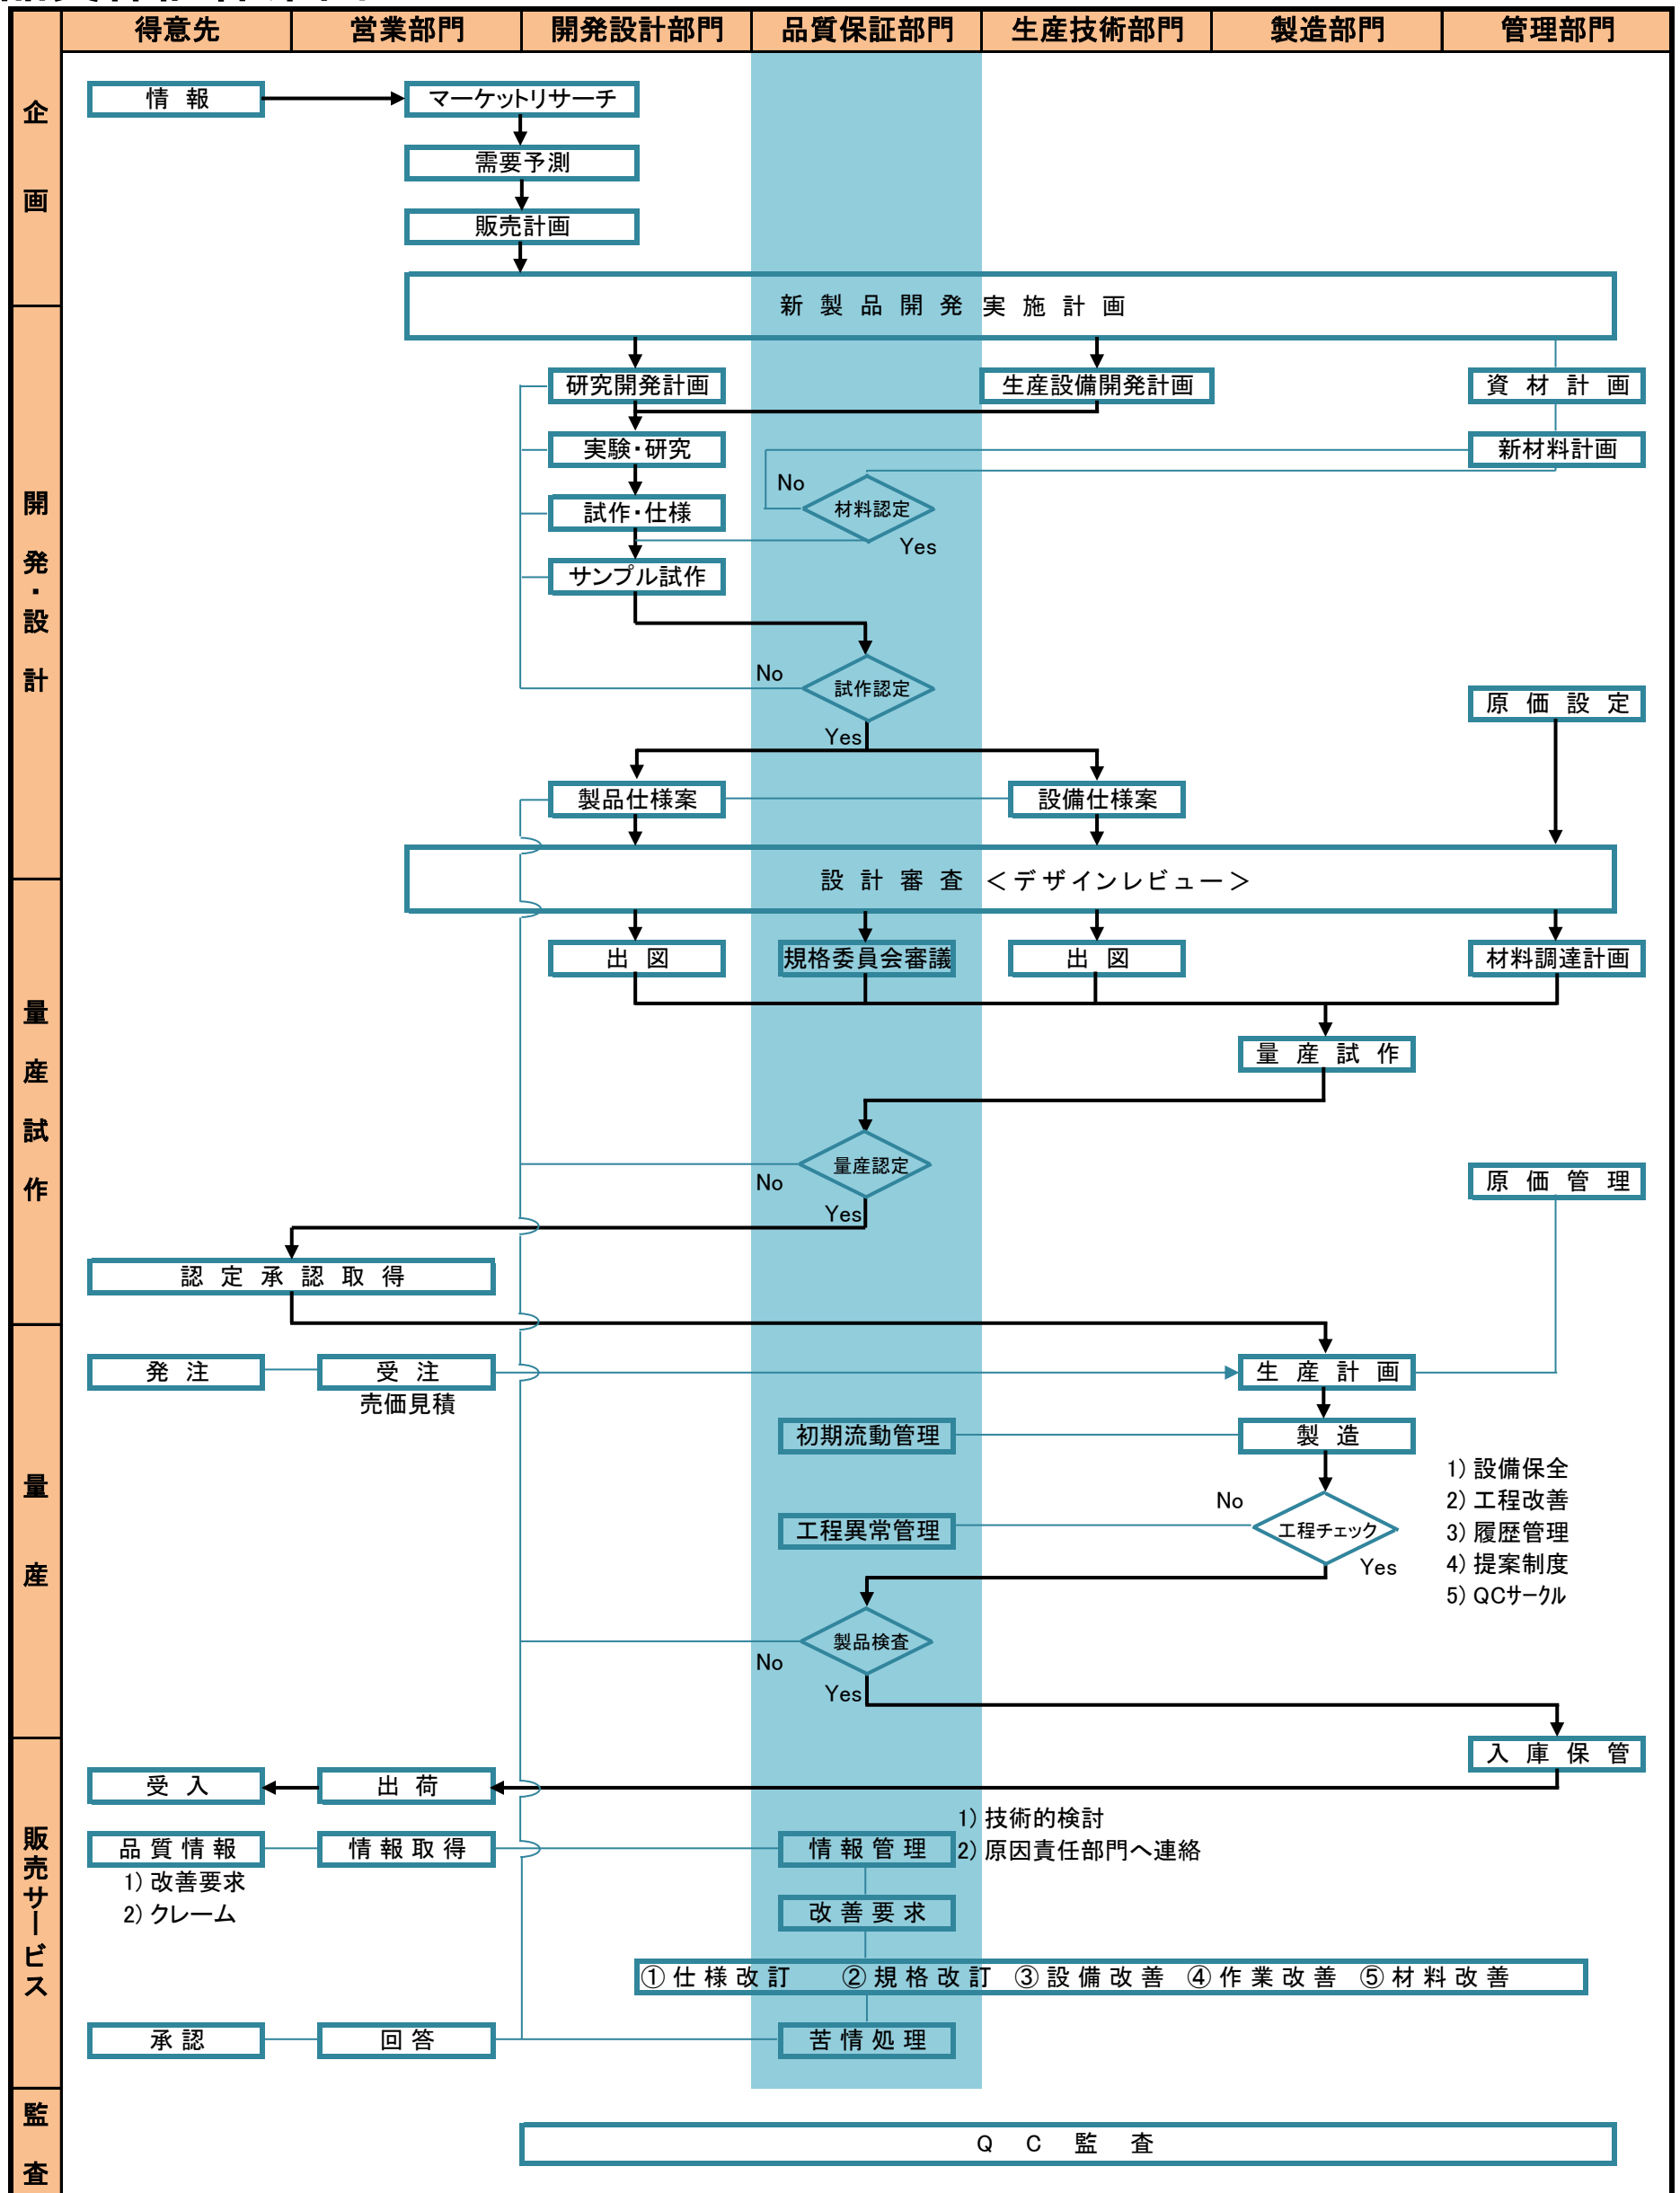 得意先 営業部門 開発設計部門 品質保証部門 生産技術部門 製造部門 管理部門
企画
情 報 マーケットリサーチ
需要予測
販売計画
新 製 品 開 発 実 施 計 画
開発・設計
研究開発計画 生産設備開発計画 資 材 計 画
実験・研究 新材料計画
No
試作・仕様 材料認定
Yes
サンプル試作
No
試作認定
原 価 設 定
Yes
製品仕様案 設備仕様案
設 計 審 査 <デザインレビュー>
量産試作
出 図 規格委員会審議 出 図 材料調達計画
量 産 試 作
量産認定
No
原 価 管 理
Yes
認 定 承 認 取 得
量産
発 注 受 注 生 産 計 画
売価見積
初期流動管理 製 造
1) 設備保全
No
2) 工程改善
工程異常管理 工程チェック
3) 履歴管理
Yes
4) 提案制度
5) QCサークル
製品検査
No
Yes
入 庫 保 管
販売サービス
受 入 出 荷
1) 技術的検討
品 質 情 報 情 報 取 得 情 報 管 理
2) 原因責任部門へ連絡
1) 改善要求
2) クレーム
改 善 要 求
① 仕 様 改 訂 ② 規 格 改 訂 ③ 設 備 改 善 ④ 作 業 改 善 ⑤ 材 料 改 善
承 認 回 答 苦 情 処 理
監査
Q C 監 査